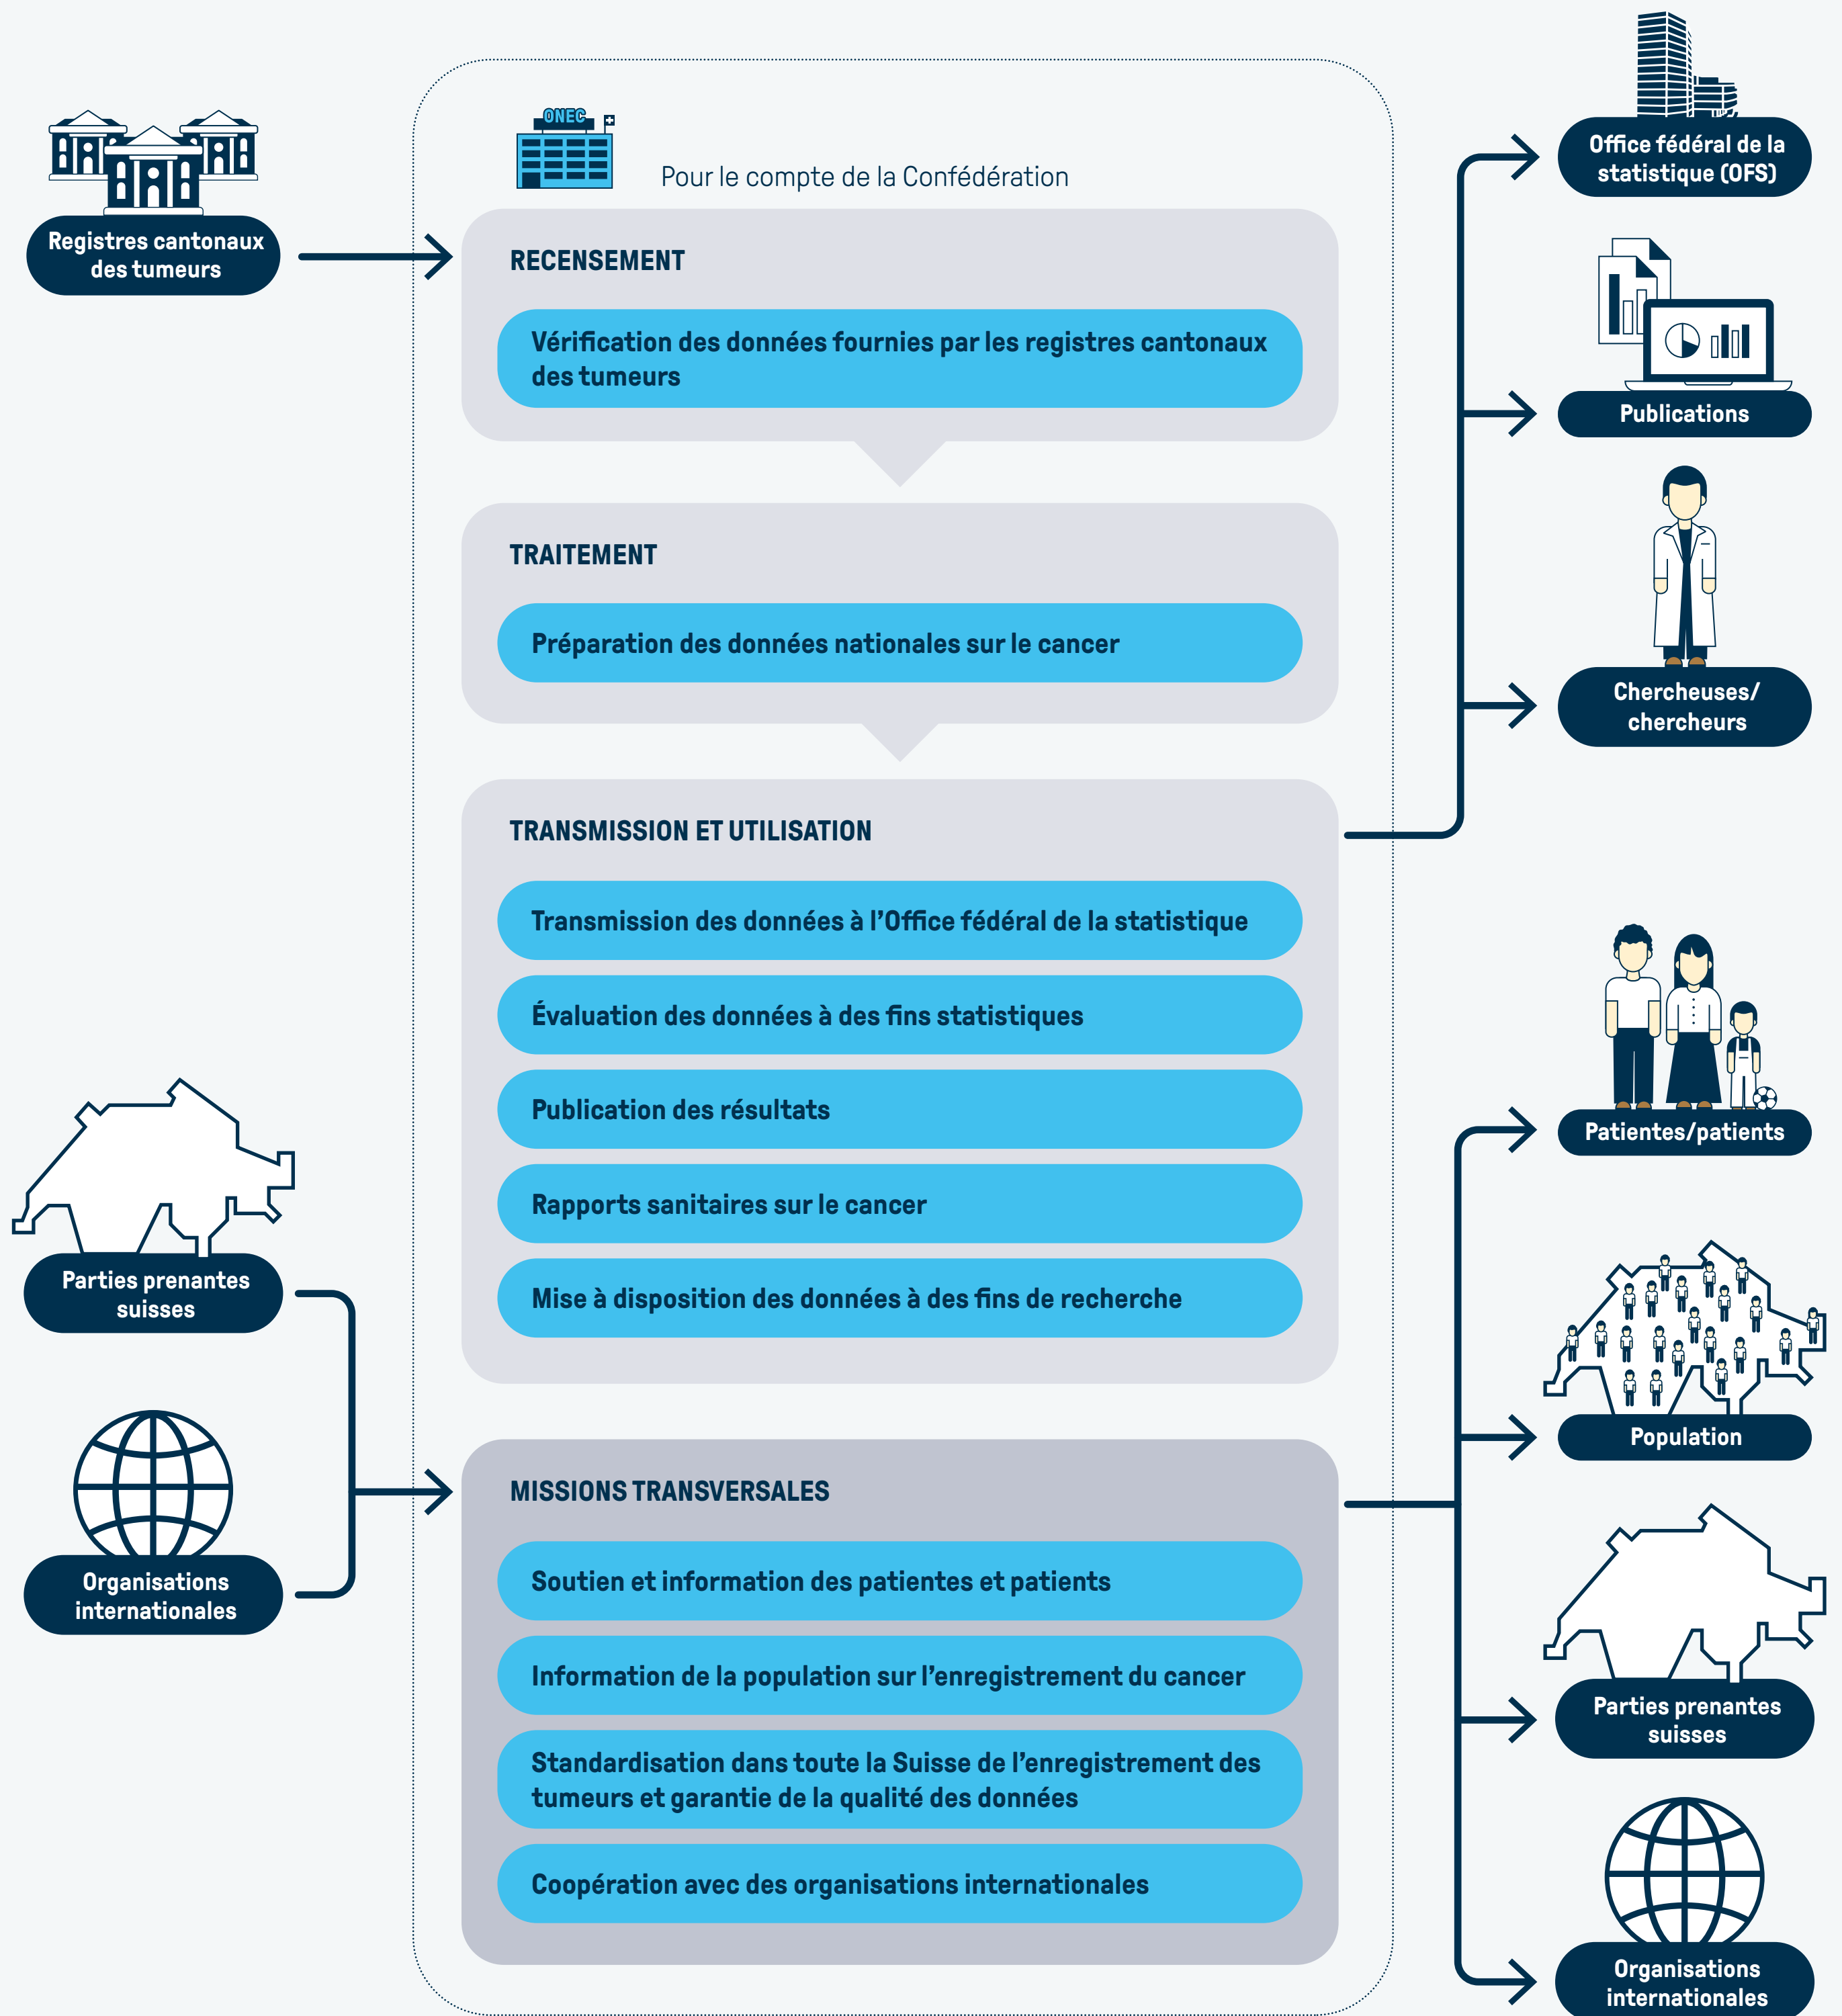 ONEC
Pour le compte de la Confédération
Registres cantonaux
des tumeurs
RECENSEMENT
Vérification des données fournies par les registres cantonaux
des tumeurs
TRAITEMENT
Préparation des données nationales sur le cancer
TRANSMISSION ET UTILISATION
Transmission des données à l’Office fédéral de la statistique
Évaluation des données à des fins statistiques
Publication des résultats
Rapports sanitaires sur le cancer
Mise à disposition des données à des fins de recherche
Office fédéral de la
statistique (OFS)
Publications
Chercheuses/
chercheurs
Parties prenantes
suisses
Organisations
internationales
MISSIONS TRANSVERSALES
Soutien et information des patientes et patients
Information de la population sur l’enregistrement du cancer
Standardisation dans toute la Suisse de l’enregistrement des
tumeurs et garantie de la qualité des données
Coopération avec des organisations internationales
Patientes/patients
Population
Parties prenantes
suisses
Organisations
internationales